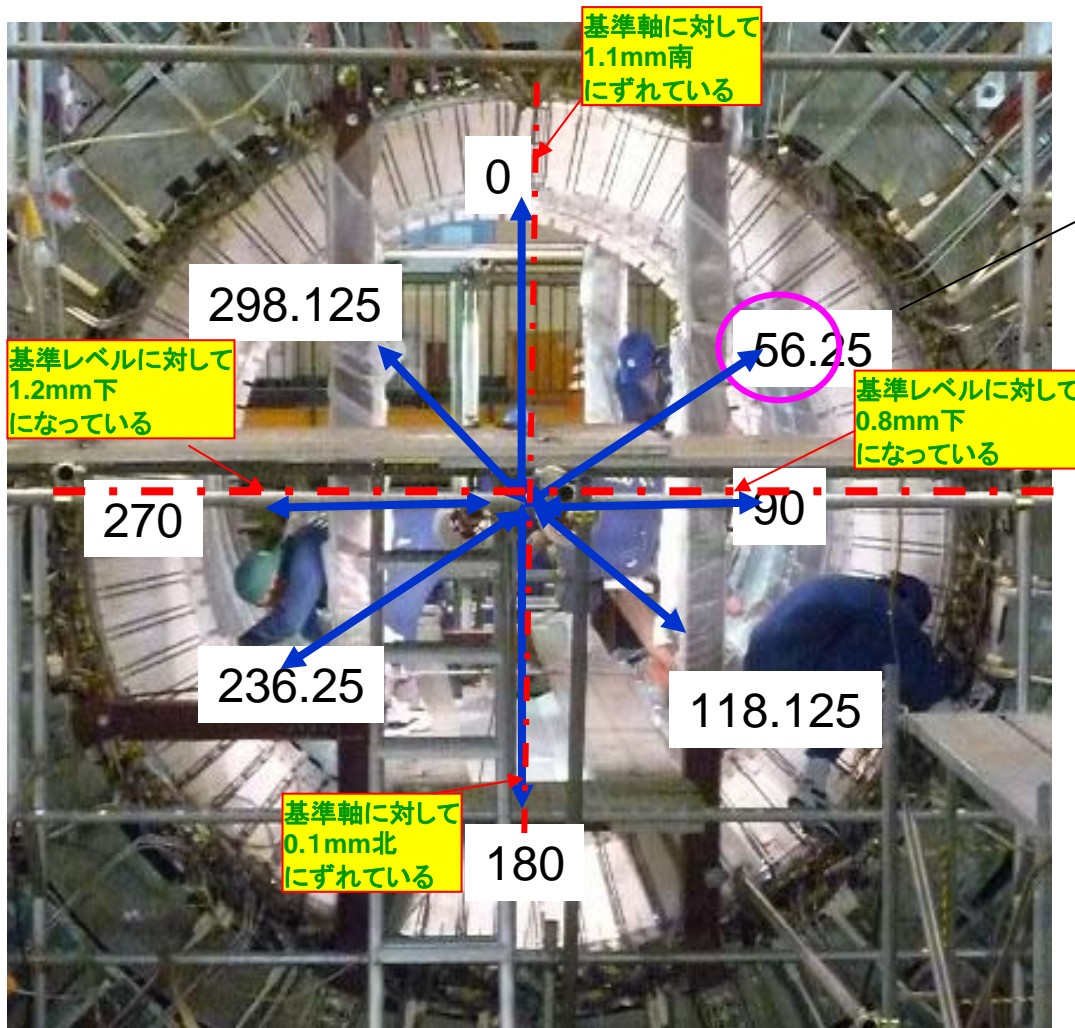 基準軸に対して
1.1mm南
にずれている
0
298.125
56.25
基準レベルに対して
1.2mm下
になっている
基準レベルに対して
0.8mm下
になっている
270
90
236.25
118.125
基準軸に対して
0.1mm北
にずれている
180